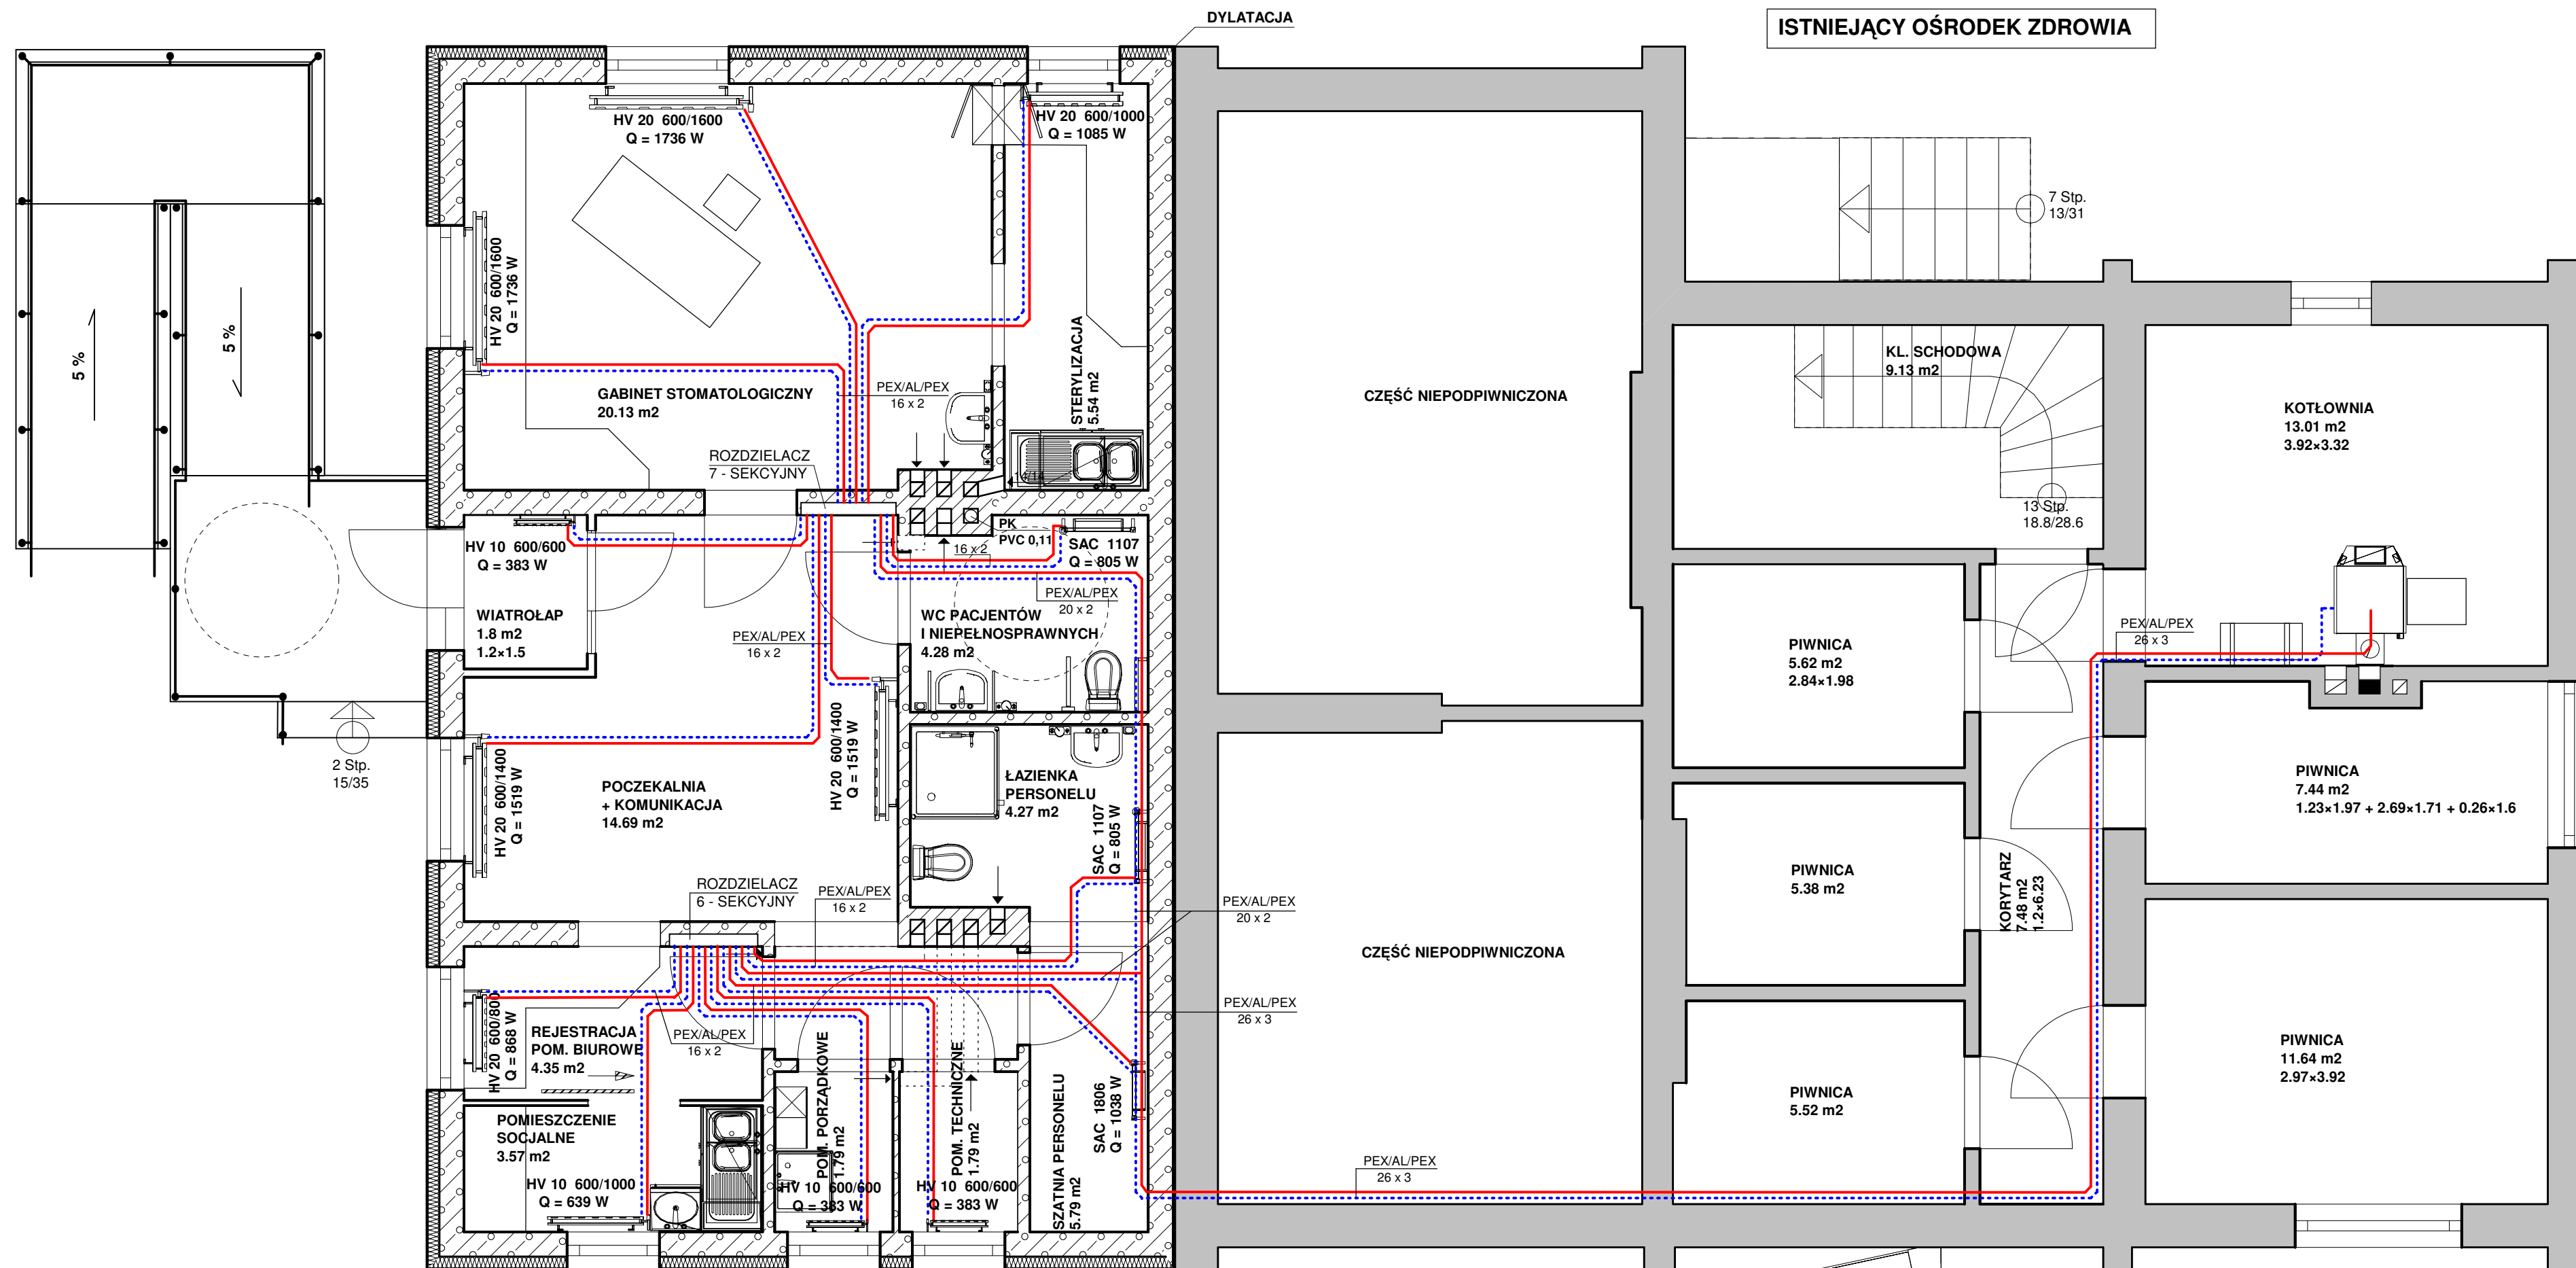 DYLATACJA
ISTNIEJĄCY OŚRODEK ZDROWIA
HV 20 600/1600
Q = 1736 W
HV 20 600/1000
Q = 1085 W
7 Stp.
13/31
HV 20 600/1600
Q = 1736 W
5 %
5 %
GABINET STOMATOLOGICZNY
20.13 m2
PEX/AL/PEX
16 x 2
STERYLIZACJA
5.54 m2
CZĘŚĆ NIEPODPIWNICZONA
KL. SCHODOWA
9.13 m2
KOTŁOWNIA
13.01 m2
3.92×3.32
ROZDZIELACZ
7 - SEKCYJNY
14/14
13 Stp.
18.8/28.6
PK
PVC 0,11
16 x 2
SAC 1107
Q = 805 W
HV 10 600/600
Q = 383 W
PEX/AL/PEX
20 x 2
WIATROŁAP
1.8 m2
1.2×1.5
WC PACJENTÓW
I NIEPEŁNOSPRAWNYCH
4.28 m2
PEX/AL/PEX
16 x 2
PEX/AL/PEX
26 x 3
PIWNICA
5.62 m2
2.84×1.98
2 Stp.
15/35
HV 20 600/1400
Q = 1519 W
HV 20 600/1400
Q = 1519 W
POCZEKALNIA
+ KOMUNIKACJA
14.69 m2
ŁAZIENKA
PERSONELU
4.27 m2
SAC 1107
Q = 805 W
PIWNICA
7.44 m2
1.23×1.97 + 2.69×1.71 + 0.26×1.6
PIWNICA
5.38 m2
KORYTARZ
7.48 m2
1.2×6.23
ROZDZIELACZ
6 - SEKCYJNY
PEX/AL/PEX
16 x 2
PEX/AL/PEX
20 x 2
CZĘŚĆ NIEPODPIWNICZONA
PEX/AL/PEX
26 x 3
HV 20 600/800
Q = 868 W
REJESTRACJA
POM. BIUROWE
4.35 m2
PEX/AL/PEX
16 x 2
POM. PORZĄDKOWE
1.79 m2
POM. TECHNICZNE
1.79 m2
SZATNIA PERSONELU
5.79 m2
SAC 1806
Q = 1038 W
PIWNICA
5.52 m2
PIWNICA
11.64 m2
2.97×3.92
POMIESZCZENIE
SOCJALNE
3.57 m2
HV 10 600/1000
Q = 639 W
HV 10 600/600
Q = 383 W
HV 10 600/600
Q = 383 W
PEX/AL/PEX
26 x 3